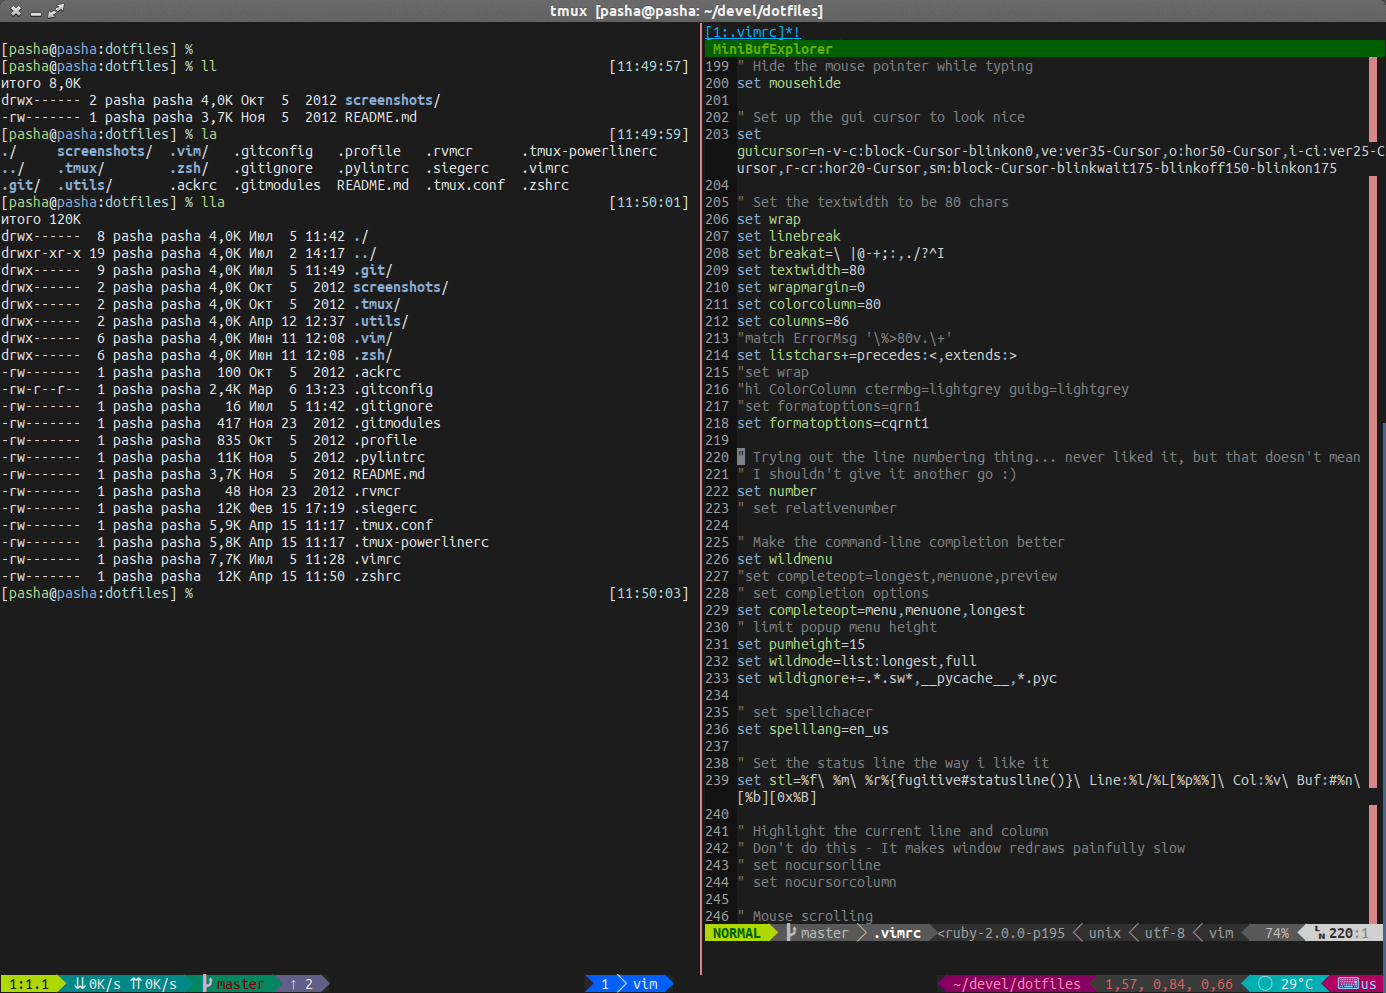 tmux [pasha@pasha: ~/devel/dotfiles]
[pasha@pasha:dotfiles] %
[pasha@pasha:dotfiles] % ll [11:49:57]
итого 8,0K
drwx------ 2 pasha pasha 4,0K Окт  5  2012 screenshots/
-rw------- 1 pasha pasha 3,7K Ноя  5  2012 README.md
[pasha@pasha:dotfiles] % la [11:49:59]
./     screenshots/  .vim/   .gitconfig   .profile   .rvmcr      .tmux-powerlinerc
../    .tmux/        .zsh/   .gitignore   .pylintrc  .siegerc    .vimrc
.git/  .utils/       .ackrc  .gitmodules  README.md  .tmux.conf  .zshrc
[pasha@pasha:dotfiles] % lla [11:50:01]
итого 120K
drwx------  8 pasha pasha 4,0K Июл  5 11:42 ./
drwxr-xr-x 19 pasha pasha 4,0K Июл  2 14:17 ../
drwx------  9 pasha pasha 4,0K Июл  5 11:49 .git/
drwx------  2 pasha pasha 4,0K Окт  5  2012 screenshots/
drwx------  2 pasha pasha 4,0K Окт  5  2012 .tmux/
drwx------  2 pasha pasha 4,0K Апр 12 12:37 .utils/
drwx------  6 pasha pasha 4,0K Июн 11 12:08 .vim/
drwx------  6 pasha pasha 4,0K Июн 11 12:08 .zsh/
-rw-------  1 pasha pasha  100 Окт  5  2012 .ackrc
-rw-r--r--  1 pasha pasha 2,4K Мар  6 13:23 .gitconfig
-rw-------  1 pasha pasha   16 Июл  5 11:42 .gitignore
-rw-------  1 pasha pasha  417 Ноя 23  2012 .gitmodules
-rw-------  1 pasha pasha  835 Окт  5  2012 .profile
-rw-------  1 pasha pasha  11K Ноя  5  2012 .pylintrc
-rw-------  1 pasha pasha 3,7K Ноя  5  2012 README.md
-rw-------  1 pasha pasha   48 Ноя 23  2012 .rvmcr
-rw-------  1 pasha pasha  12K Фев 15 17:19 .siegerc
-rw-------  1 pasha pasha 5,9K Апр 15 11:17 .tmux.conf
-rw-------  1 pasha pasha 5,8K Апр 15 11:17 .tmux-powerlinerc
-rw-------  1 pasha pasha 7,7K Июл  5 11:28 .vimrc
-rw-------  1 pasha pasha  12K Апр 15 11:50 .zshrc
[pasha@pasha:dotfiles] % [11:50:03]
[1:.vimrc]*!
MiniBufExplorer
199 " Hide the mouse pointer while typing
200 set mousehide
201
202 " Set up the gui cursor to look nice
203 set
guicursor=n-v-c:block-Cursor-blinkon0,ve:ver35-Cursor,o:hor50-Cursor,i-ci:ver25-C
ursor,r-cr:hor20-Cursor,sm:block-Cursor-blinkwait175-blinkoff150-blinkon175
204
205 " Set the textwidth to be 80 chars
206 set wrap
207 set linebreak
208 set breakat=\ |@-+;:,./?^I
209 set textwidth=80
210 set wrapmargin=0
211 set colorcolumn=80
212 set columns=86
213 "match ErrorMsg '\%>80v.\+'
214 set listchars+=precedes:<,extends:>
215 "set wrap
216 "hi ColorColumn ctermbg=lightgrey guibg=lightgrey
217 "set formatoptions=qrn1
218 set formatoptions=cqrnt1
219
220 " Trying out the line numbering thing... never liked it, but that doesn't mean
221 " I shouldn't give it another go :)
222 set number
223 " set relativenumber
224
225 " Make the command-line completion better
226 set wildmenu
227 "set completeopt=longest,menuone,preview
228 " set completion options
229 set completeopt=menu,menuone,longest
230 " limit popup menu height
231 set pumheight=15
232 set wildmode=list:longest,full
233 set wildignore+=.*.sw*,__pycache__,*.pyc
234
235 " set spellchacer
236 set spelllang=en_us
237
238 " Set the status line the way i like it
239 set stl=%f\ %m\ %r%{fugitive#statusline()}\ Line:%l/%L[%p%%]\ Col:%v\ Buf:#%n\
[%b][0x%B]
240
241 " Highlight the current line and column
242 " Don't do this - It makes window redraws painfully slow
243 " set nocursorline
244 " set nocursorcolumn
245
246 " Mouse scrolling
NORMAL master .vimrc <ruby-2.0.0-p195 unix utf-8 vim 74% LN 220:1
1:1.1 ⇊0K/s ⇈0K/s master ↑ 2 1 vim ~/devel/dotfiles 1,57, 0,84, 0,66 29°C us